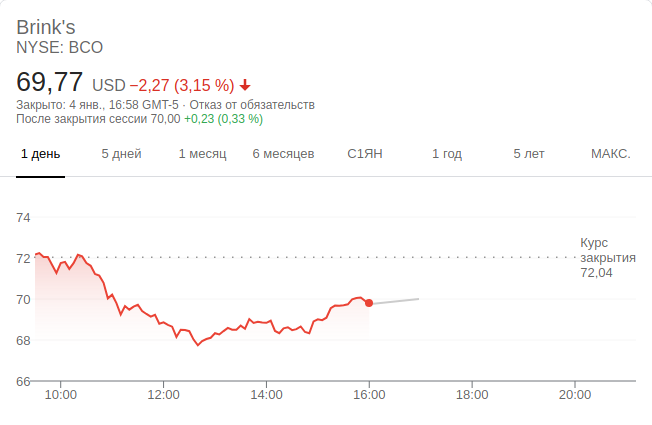 Brink's
NYSE: BCO
69,77 USD −2,27 (3,15 %)
Закрыто: 4 янв., 16:58 GMT-5 · Отказ от обязательств
После закрытия сессии 70,00 +0,23 (0,33 %)
1 день 5 дней 1 месяц 6 месяцев С1ЯН 1 год 5 лет МАКС.
74
72
70
68
66
Курс
закрытия
72,04
10:00 12:00 14:00 16:00 18:00 20:00